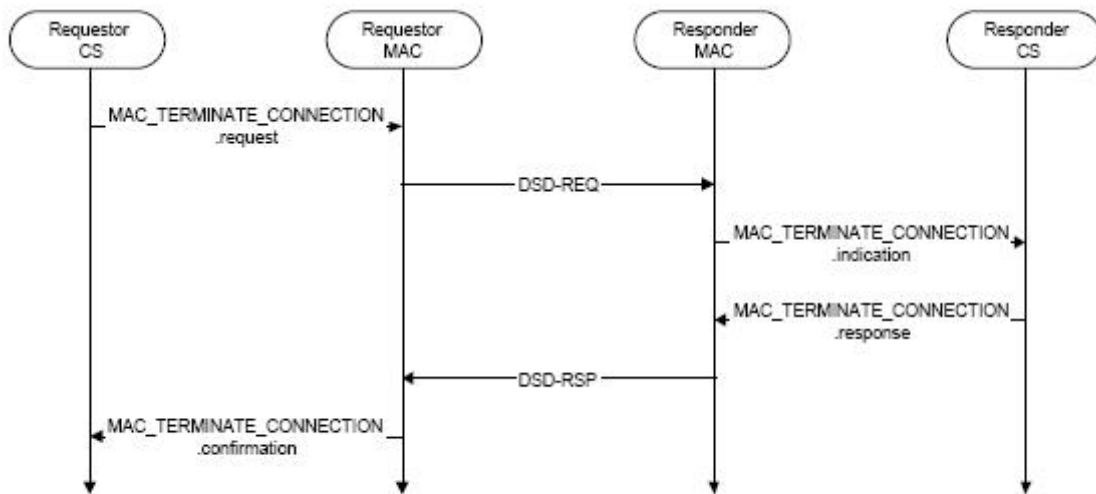 Requestor
CS
Requestor
MAC
Responder
MAC
Responder
CS
MAC_TERMINATE_CONNECTION
.request
DSD-REQ
MAC_TERMINATE_CONNECTION
.indication
MAC_TERMINATE_CONNECTION
.response
DSD-RSP
MAC_TERMINATE_CONNECTION
.confirmation